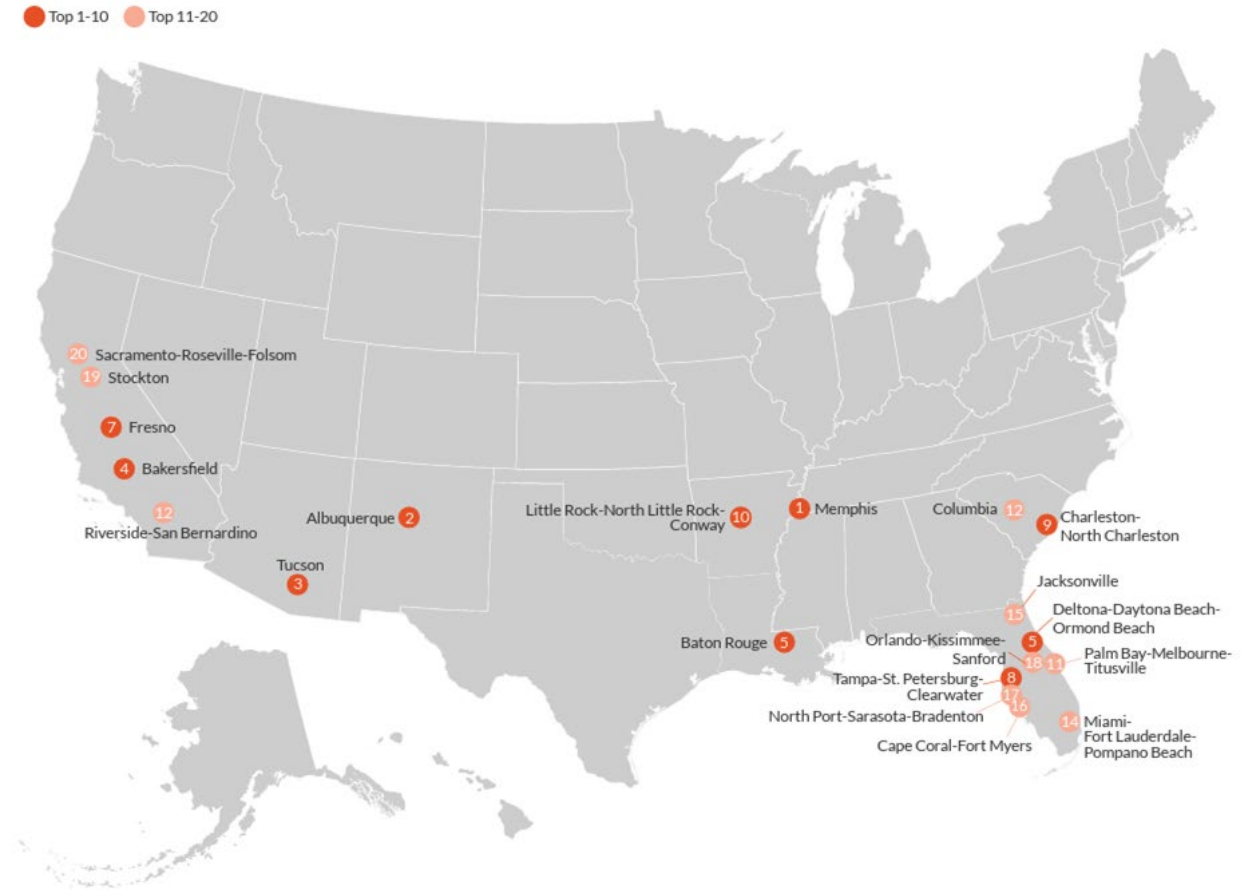 Top 1-10
Top 11-20
20
Sacramento-Roseville-Folsom
19
Stockton
7
Fresno
4
Bakersfield
12
Riverside-San Bernardino
Albuquerque
2
Tucson
3
Little Rock-North Little Rock-
Conway
10
1
Memphis
Columbia
12
9
Charleston-
North Charleston
Jacksonville
15
Deltona-Daytona Beach-
Ormond Beach
5
Baton Rouge
5
Orlando-Kissimmee-
Sanford
18
11
Palm Bay-Melbourne-
Titusville
Tampa-St. Petersburg-
Clearwater
8
North Port-Sarasota-Bradenton
17
Cape Coral-Fort Myers
16
14
Miami-
Fort Lauderdale-
Pompano Beach